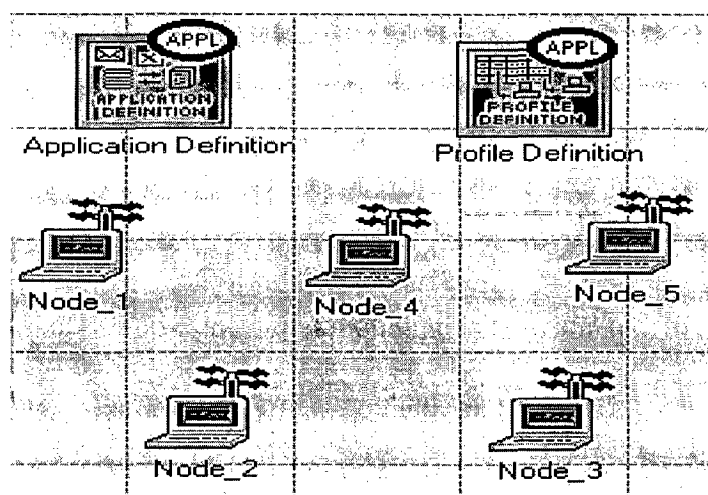 APPL
APPLICATION
DEFINITION
Application Definition
APPL
PROFILE
DEFINITION
Profile Definition
Node_1
Node_4
Node_5
Node_2
Node_3